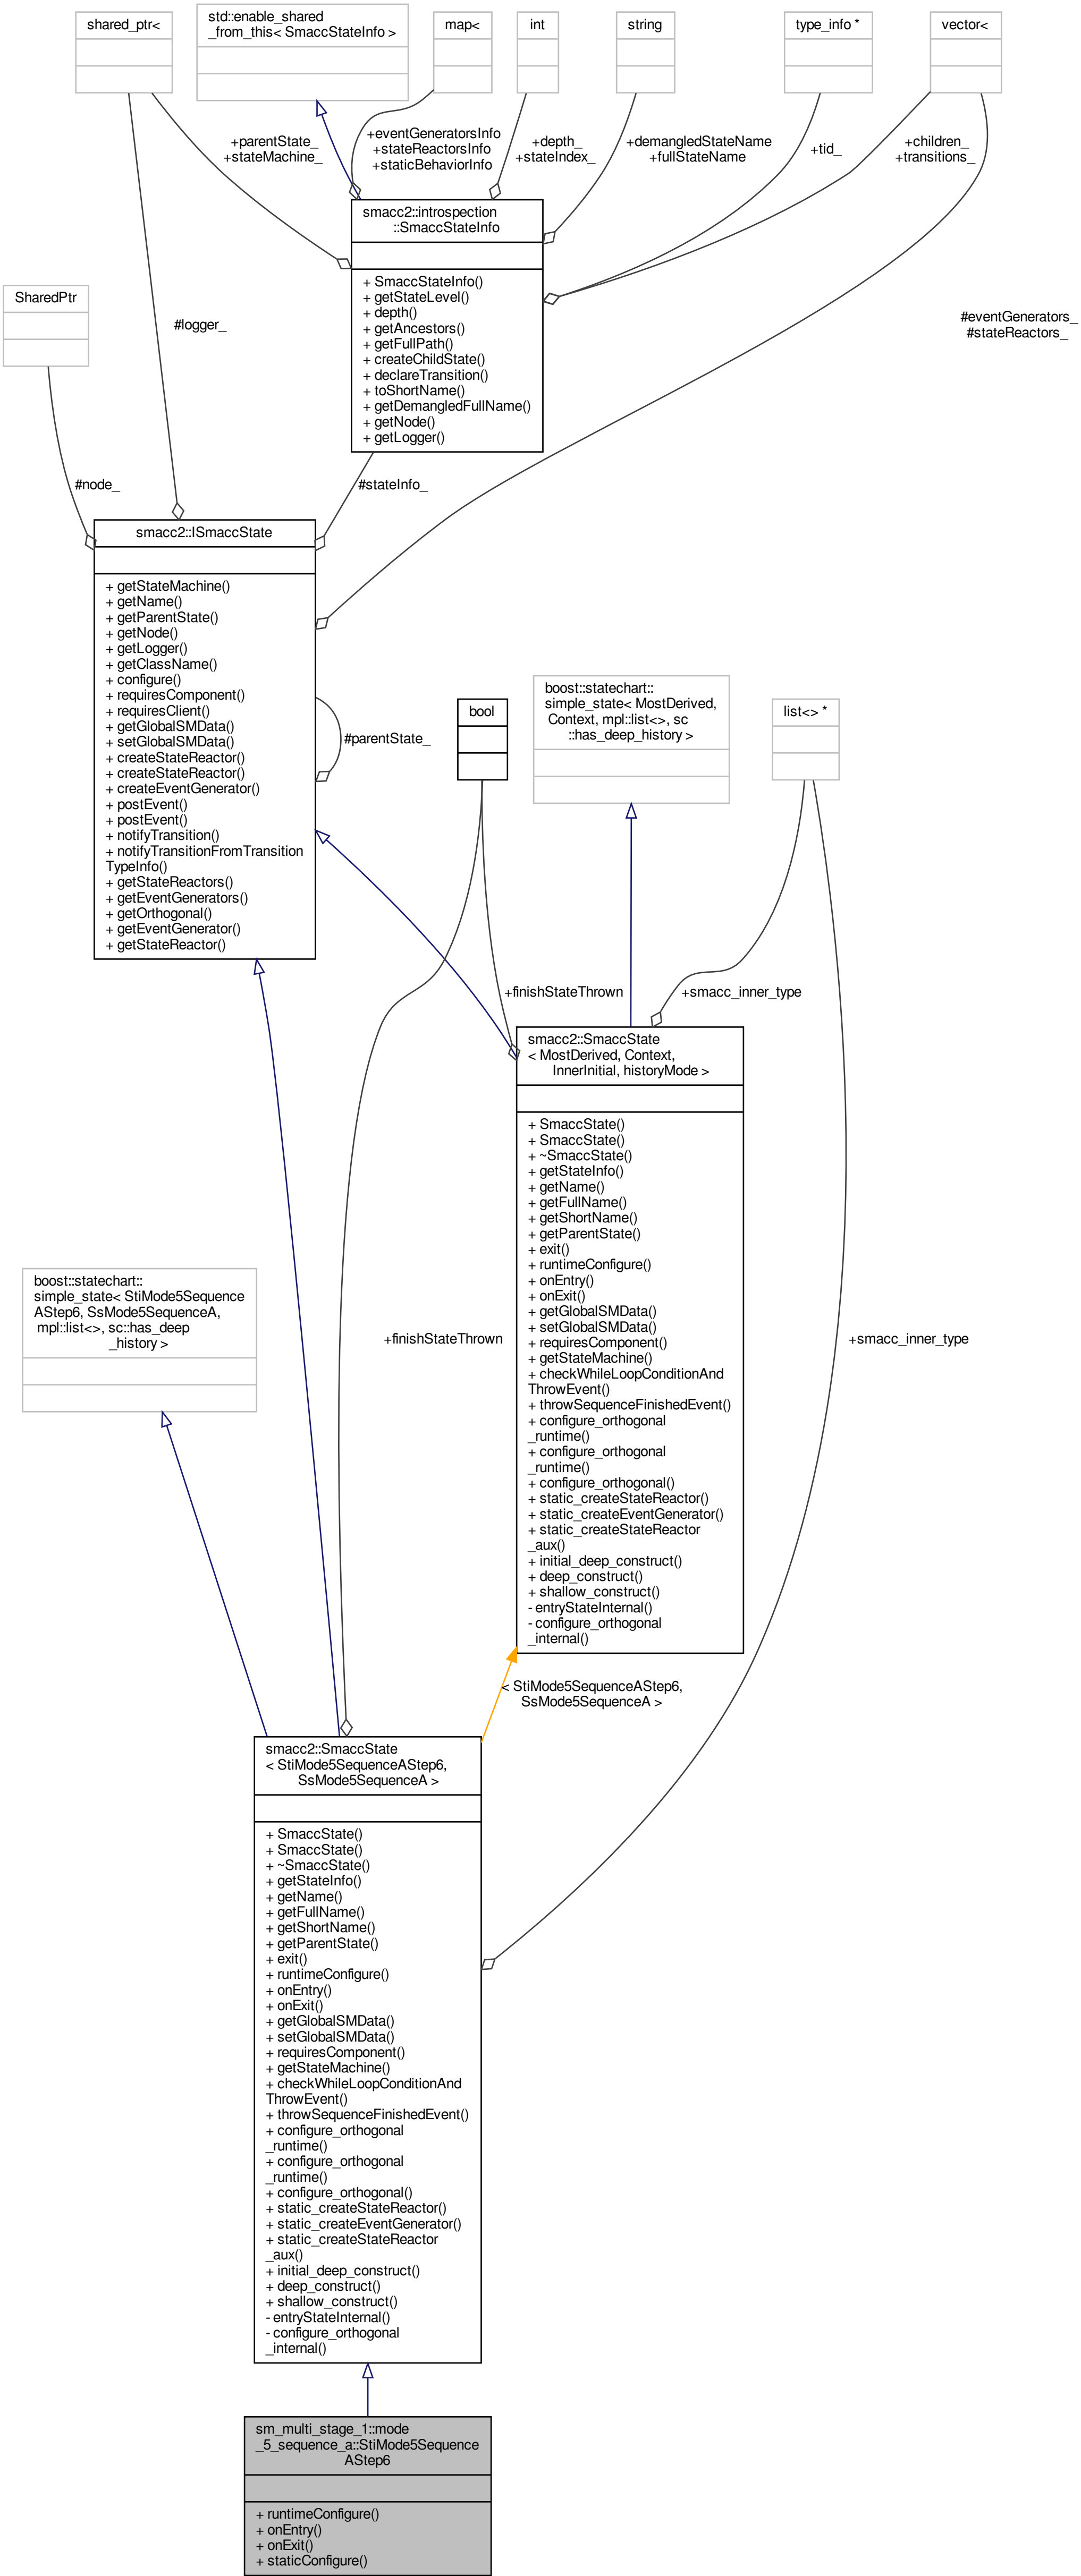 shared_ptr<
std::enable_shared
_from_this< SmaccStateInfo >
map<
int
string
type_info *
vector<
+parentState_
+stateMachine_
+eventGeneratorsInfo
+stateReactorsInfo
+staticBehaviorInfo
+depth_
+stateIndex_
+demangledStateName
+fullStateName
+tid_
+children_
+transitions_
smacc2::introspection
::SmaccStateInfo
+ SmaccStateInfo()
+ getStateLevel()
+ depth()
+ getAncestors()
+ getFullPath()
+ createChildState()
+ declareTransition()
+ toShortName()
+ getDemangledFullName()
+ getNode()
+ getLogger()
SharedPtr
#logger_
#eventGenerators_
#stateReactors_
#node_
#stateInfo_
smacc2::ISmaccState
+ getStateMachine()
+ getName()
+ getParentState()
+ getNode()
+ getLogger()
+ getClassName()
+ configure()
+ requiresComponent()
+ requiresClient()
+ getGlobalSMData()
+ setGlobalSMData()
+ createStateReactor()
+ createStateReactor()
+ createEventGenerator()
+ postEvent()
+ postEvent()
+ notifyTransition()
+ notifyTransitionFromTransition
TypeInfo()
+ getStateReactors()
+ getEventGenerators()
+ getOrthogonal()
+ getEventGenerator()
+ getStateReactor()
#parentState_
bool
boost::statechart::
simple_state< MostDerived,
Context, mpl::list<>, sc
::has_deep_history >
list<> *
+finishStateThrown
+smacc_inner_type
smacc2::SmaccState
< MostDerived, Context,
InnerInitial, historyMode >
+ SmaccState()
+ SmaccState()
+ ~SmaccState()
+ getStateInfo()
+ getName()
+ getFullName()
+ getShortName()
+ getParentState()
+ exit()
+ runtimeConfigure()
+ onEntry()
+ onExit()
+ getGlobalSMData()
+ setGlobalSMData()
+ requiresComponent()
+ getStateMachine()
+ checkWhileLoopConditionAnd
ThrowEvent()
+ throwSequenceFinishedEvent()
+ configure_orthogonal
_runtime()
+ configure_orthogonal
_runtime()
+ configure_orthogonal()
+ static_createStateReactor()
+ static_createEventGenerator()
+ static_createStateReactor
_aux()
+ initial_deep_construct()
+ deep_construct()
+ shallow_construct()
- entryStateInternal()
- configure_orthogonal
_internal()
boost::statechart::
simple_state< StiMode5Sequence
AStep6, SsMode5SequenceA,
mpl::list<>, sc::has_deep
_history >
+finishStateThrown
+smacc_inner_type
< StiMode5SequenceAStep6,
SsMode5SequenceA >
smacc2::SmaccState
< StiMode5SequenceAStep6,
SsMode5SequenceA >
+ SmaccState()
+ SmaccState()
+ ~SmaccState()
+ getStateInfo()
+ getName()
+ getFullName()
+ getShortName()
+ getParentState()
+ exit()
+ runtimeConfigure()
+ onEntry()
+ onExit()
+ getGlobalSMData()
+ setGlobalSMData()
+ requiresComponent()
+ getStateMachine()
+ checkWhileLoopConditionAnd
ThrowEvent()
+ throwSequenceFinishedEvent()
+ configure_orthogonal
_runtime()
+ configure_orthogonal
_runtime()
+ configure_orthogonal()
+ static_createStateReactor()
+ static_createEventGenerator()
+ static_createStateReactor
_aux()
+ initial_deep_construct()
+ deep_construct()
+ shallow_construct()
- entryStateInternal()
- configure_orthogonal
_internal()
sm_multi_stage_1::mode
_5_sequence_a::StiMode5Sequence
AStep6
+ runtimeConfigure()
+ onEntry()
+ onExit()
+ staticConfigure()